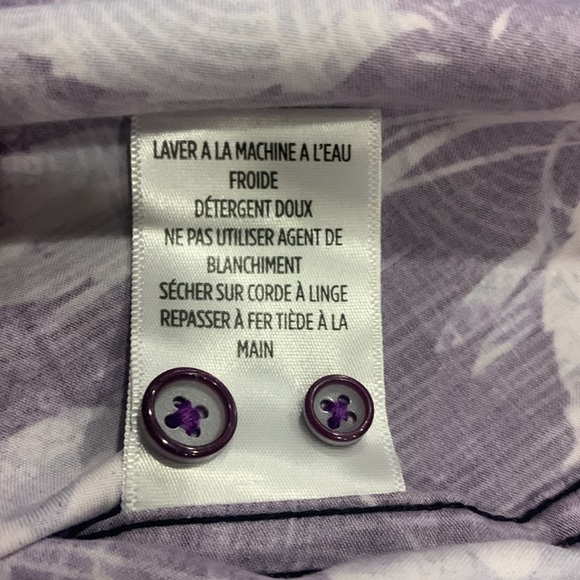 LAVER A LA MACHINE A L'EAU
FROIDE
DÉTERGENT DOUX
NE PAS UTILISER AGENT DE
BLANCHIMENT
SÉCHER SUR CORDE À LINGE
REPASSER À FER TIÈDE À LA
MAIN